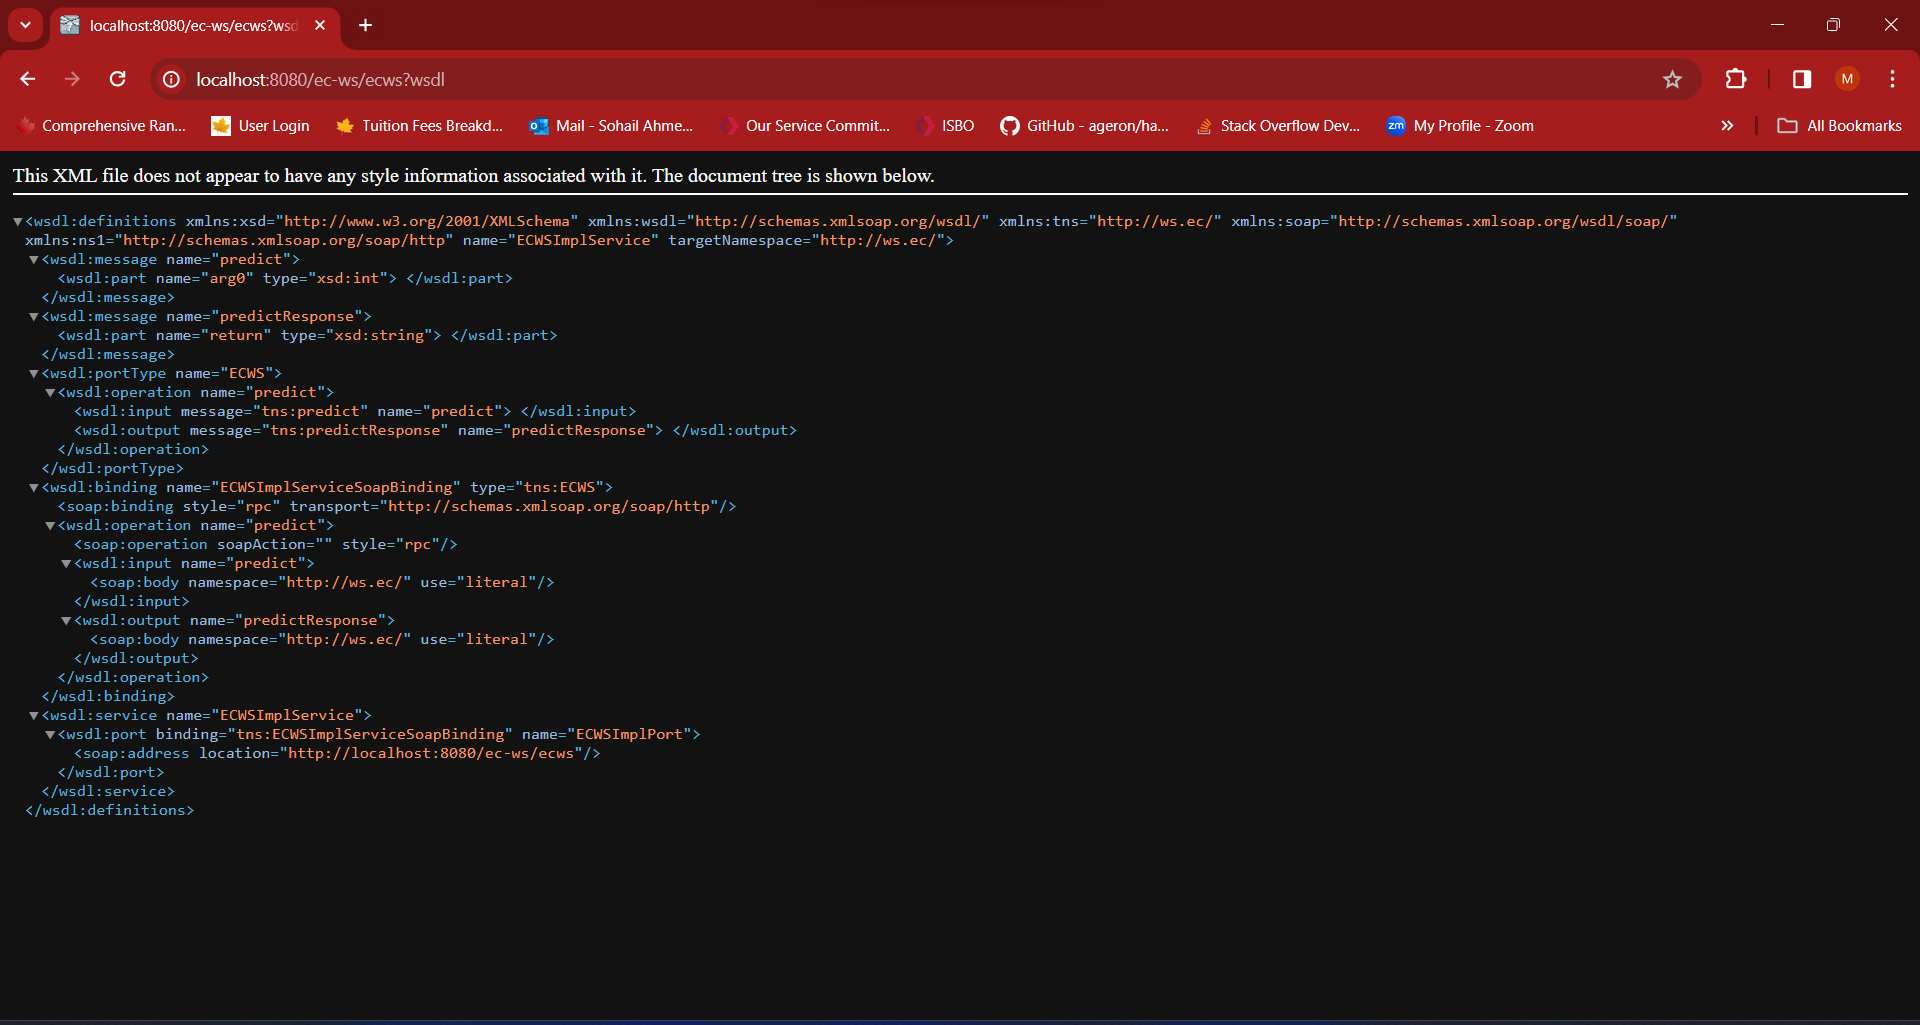 localhost:8080/ec-ws/ecws?wsd
localhost:8080/ec-ws/ecws?wsdl
M
Comprehensive Ran... User Login Tuition Fees Breakd... Mail - Sohail Ahme... Our Service Commit... ISBO GitHub - ageron/ha... Stack Overflow Dev... zm My Profile - Zoom » All Bookmarks
This XML file does not appear to have any style information associated with it. The document tree is shown below.
▼<wsdl:definitions xmlns:xsd="http://www.w3.org/2001/XMLSchema" xmlns:wsdl="http://schemas.xmlsoap.org/wsdl/" xmlns:tns="http://ws.ec/" xmlns:soap="http://schemas.xmlsoap.org/wsdl/soap/"
xmlns:ns1="http://schemas.xmlsoap.org/soap/http" name="ECWSImplService" targetNamespace="http://ws.ec/">
▼<wsdl:message name="predict">
<wsdl:part name="arg0" type="xsd:int"> </wsdl:part>
</wsdl:message>
▼<wsdl:message name="predictResponse">
<wsdl:part name="return" type="xsd:string"> </wsdl:part>
</wsdl:message>
▼<wsdl:portType name="ECWS">
▼<wsdl:operation name="predict">
<wsdl:input message="tns:predict" name="predict"> </wsdl:input>
<wsdl:output message="tns:predictResponse" name="predictResponse"> </wsdl:output>
</wsdl:operation>
</wsdl:portType>
▼<wsdl:binding name="ECWSImplServiceSoapBinding" type="tns:ECWS">
<soap:binding style="rpc" transport="http://schemas.xmlsoap.org/soap/http"/>
▼<wsdl:operation name="predict">
<soap:operation soapAction="" style="rpc"/>
▼<wsdl:input name="predict">
<soap:body namespace="http://ws.ec/" use="literal"/>
</wsdl:input>
▼<wsdl:output name="predictResponse">
<soap:body namespace="http://ws.ec/" use="literal"/>
</wsdl:output>
</wsdl:operation>
</wsdl:binding>
▼<wsdl:service name="ECWSImplService">
▼<wsdl:port binding="tns:ECWSImplServiceSoapBinding" name="ECWSImplPort">
<soap:address location="http://localhost:8080/ec-ws/ecws"/>
</wsdl:port>
</wsdl:service>
</wsdl:definitions>